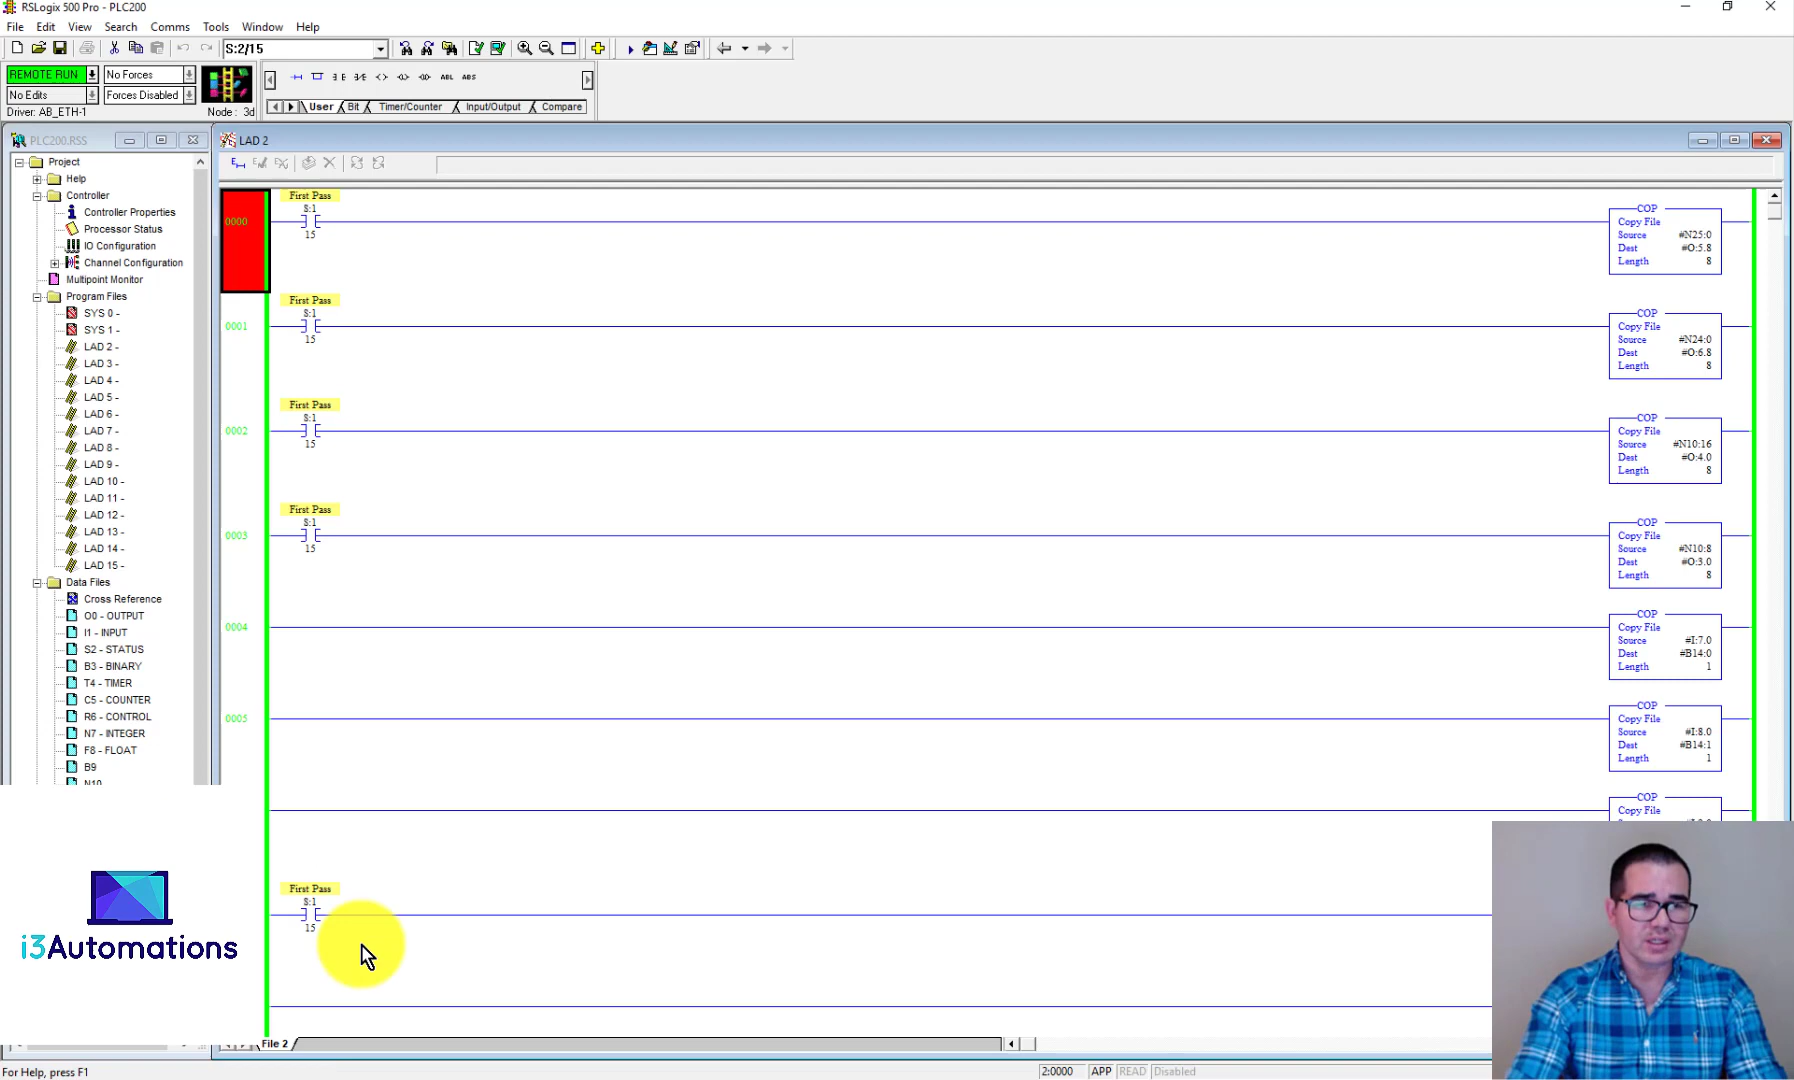 RSLogix 500 Pro - PLC200
File Edit View Search Comms Tools Window Help
S:2/15
REMOTE RUN No Forces
No Edits Forces Disabled
Driver: AB_ETH-1 Node : 3d
User Bit Timer/Counter Input/Output Compare
PLC200.RSS
Project
Help
Controller
Controller Properties
Processor Status
IO Configuration
Channel Configuration
Multipoint Monitor
Program Files
SYS 0 -
SYS 1 -
LAD 2 -
LAD 3 -
LAD 4 -
LAD 5 -
LAD 6 -
LAD 7 -
LAD 8 -
LAD 9 -
LAD 10 -
LAD 11 -
LAD 12 -
LAD 13 -
LAD 14 -
LAD 15 -
Data Files
Cross Reference
O0 - OUTPUT
I1 - INPUT
S2 - STATUS
B3 - BINARY
T4 - TIMER
C5 - COUNTER
R6 - CONTROL
N7 - INTEGER
F8 - FLOAT
B9
N10
i3Automations
LAD 2
0000
First Pass
S:1
15
COP
Copy File
Source #N25:0
Dest #O:5.8
Length 8
0001
First Pass
S:1
15
COP
Copy File
Source #N24:0
Dest #O:6.8
Length 8
0002
First Pass
S:1
15
COP
Copy File
Source #N10:16
Dest #O:4.0
Length 8
0003
First Pass
S:1
15
COP
Copy File
Source #N10:8
Dest #O:3.0
Length 8
0004
COP
Copy File
Source #I:7.0
Dest #B14:0
Length 1
0005
COP
Copy File
Source #I:8.0
Dest #B14:1
Length 1
COP
Copy File
First Pass
S:1
15
File 2
For Help, press F1
2:0000 APP READ Disabled